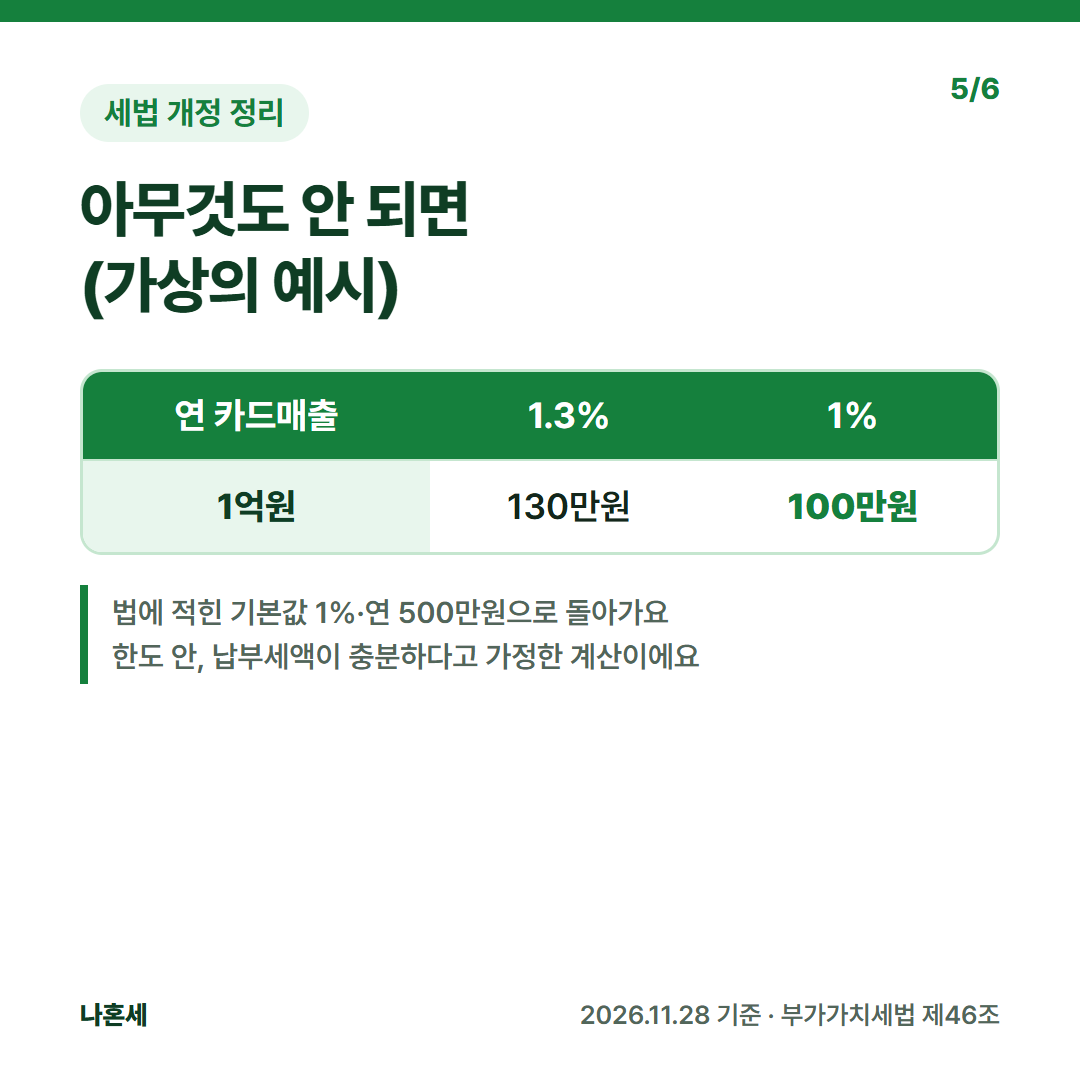 세법 개정 정리
5/6
아무것도 안 되면
(가상의 예시)
연 카드매출 1.3% 1%
1억원 130만원 100만원
법에 적힌 기본값 1%·연 500만원으로 돌아가요
한도 안, 납부세액이 충분하다고 가정한 계산이에요
나혼세
2026.11.28 기준 · 부가가치세법 제46조